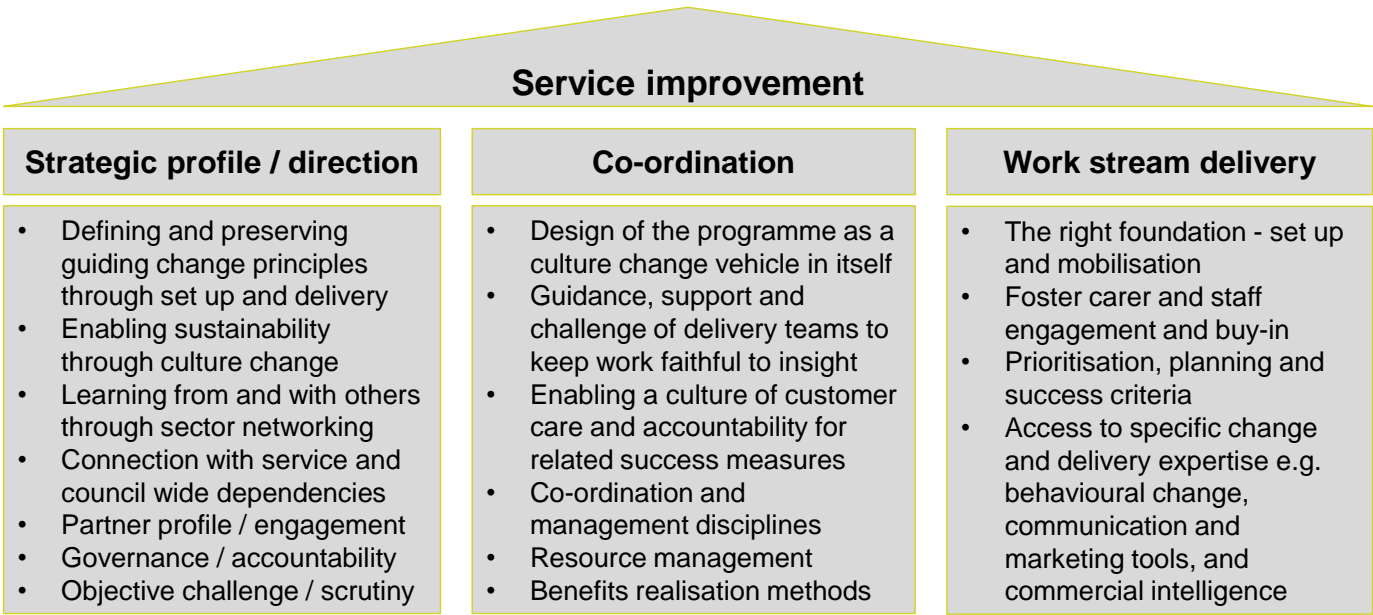 Service improvement
Strategic profile / direction
• Defining and preserving
guiding change principles
through set up and delivery
• Enabling sustainability
through culture change
• Learning from and with others
through sector networking
• Connection with service and
council wide dependencies
• Partner profile / engagement
• Governance / accountability
• Objective challenge / scrutiny
Co-ordination
• Design of the programme as a
culture change vehicle in itself
• Guidance, support and
challenge of delivery teams to
keep work faithful to insight
• Enabling a culture of customer
care and accountability for
related success measures
• Co-ordination and
management disciplines
• Resource management
• Benefits realisation methods
Work stream delivery
• The right foundation - set up
and mobilisation
• Foster carer and staff
engagement and buy-in
• Prioritisation, planning and
success criteria
• Access to specific change
and delivery expertise e.g.
behavioural change,
communication and
marketing tools, and
commercial intelligence